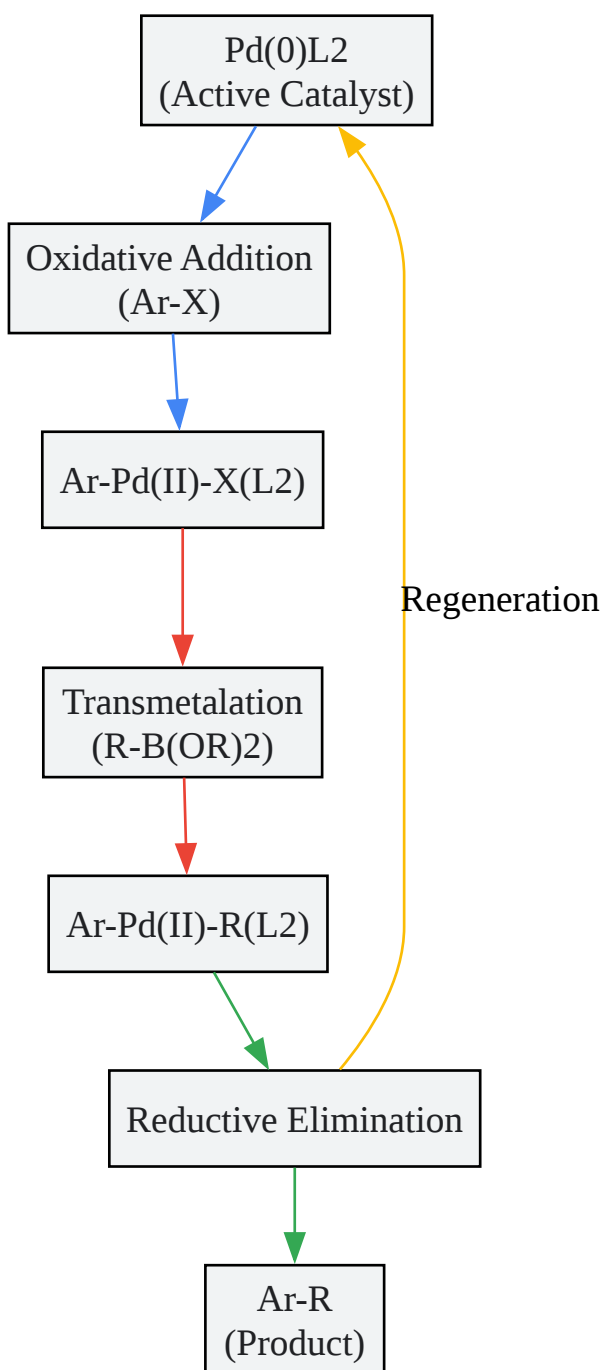 Pd(0)L2
(Active Catalyst)
Oxidative Addition
(Ar-X)
Ar-Pd(II)-X(L2)
Regeneration
Transmetalation
(R-B(OR)2)
Ar-Pd(II)-R(L2)
Reductive Elimination
Ar-R
(Product)